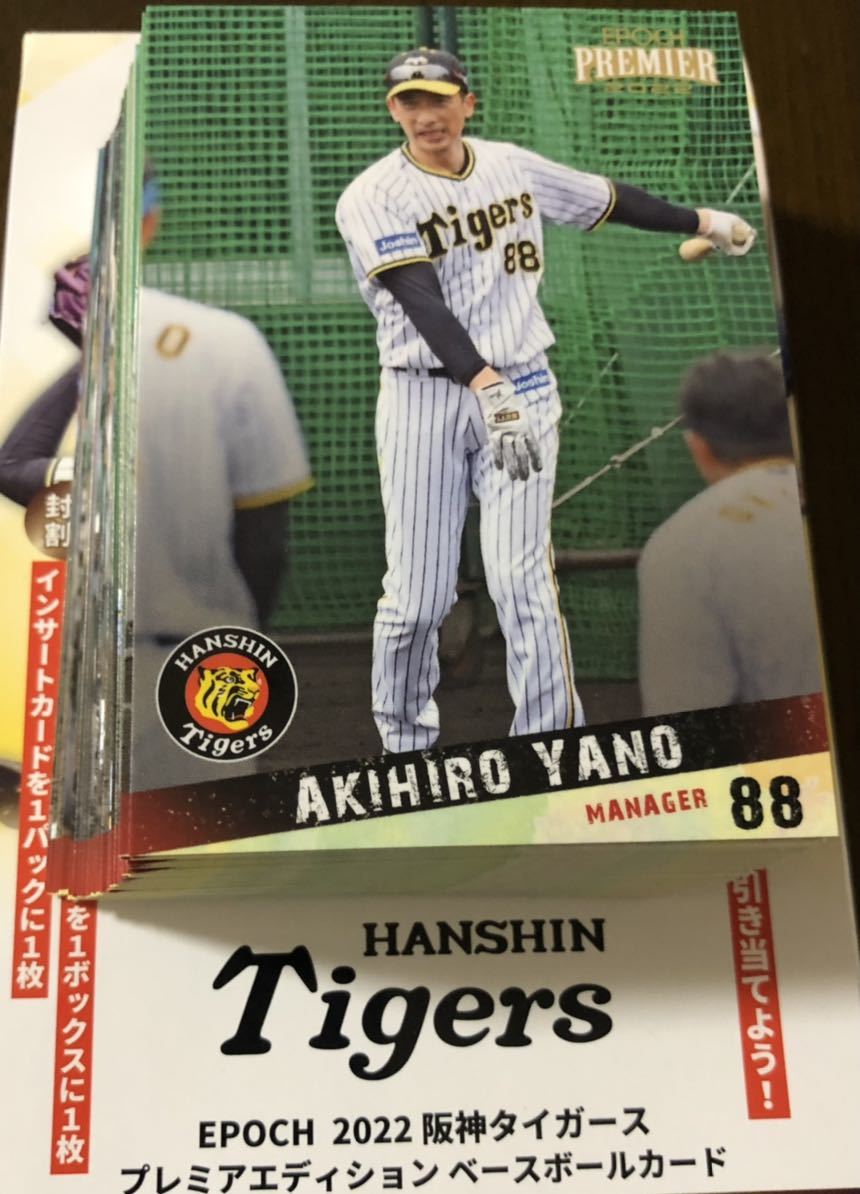 EPOCH
PREMIER
2022
Tigers
88
Joshin
Joshin
O
HANSHIN
Tigers
AKIHIRO YANO
MANAGER 88
封
割
インサートカードを1パックに1枚
を1ボックスに1枚
引き当てよう!
HANSHIN
Tigers
EPOCH 2022 阪神タイガース
プレミアエディション ベースボールカード